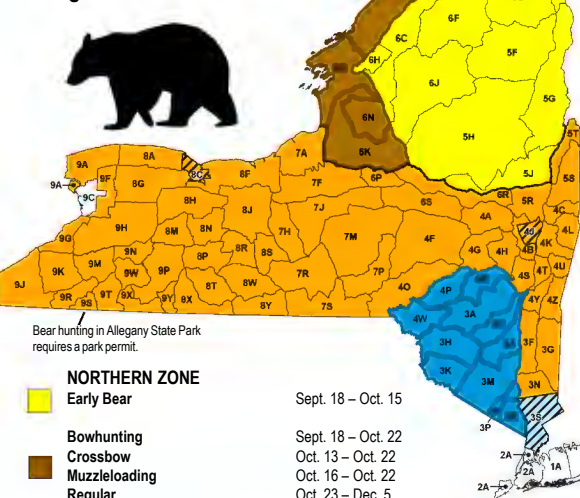 6F
6C
5F
6H
6J
5G
6N
5H
5T
6K
7A
9A
8A
6P
5J
9A
9F
8C
8F
7F
5S
8G
9C
8H
6R
5R
7J
6S
8J
4A
4C
4L
9H
8M
8N
7H
7M
4F
4J
9G
4K
4B
8R
8S
4G
4H
9N
8P
9M
9K
9W
9P
7R
7P
4T
4U
4S
8T
8W
4O
4P
9J
9R
9S
9T
9X
9Y
8X
8Y
7S
4Y
4Z
4W
3A
3H
3F
3G
3K
3M
3N
3P
3S
2A
2A
1A
2A
Bear hunting in Allegany State Park
requires a park permit.
NORTHERN ZONE
Early Bear Sept. 18 – Oct. 15
Bowhunting Sept. 18 – Oct. 22
Crossbow Oct. 13 – Oct. 22
Muzzleloading Oct. 16 – Oct. 22
Regular Oct. 23 – Dec. 5